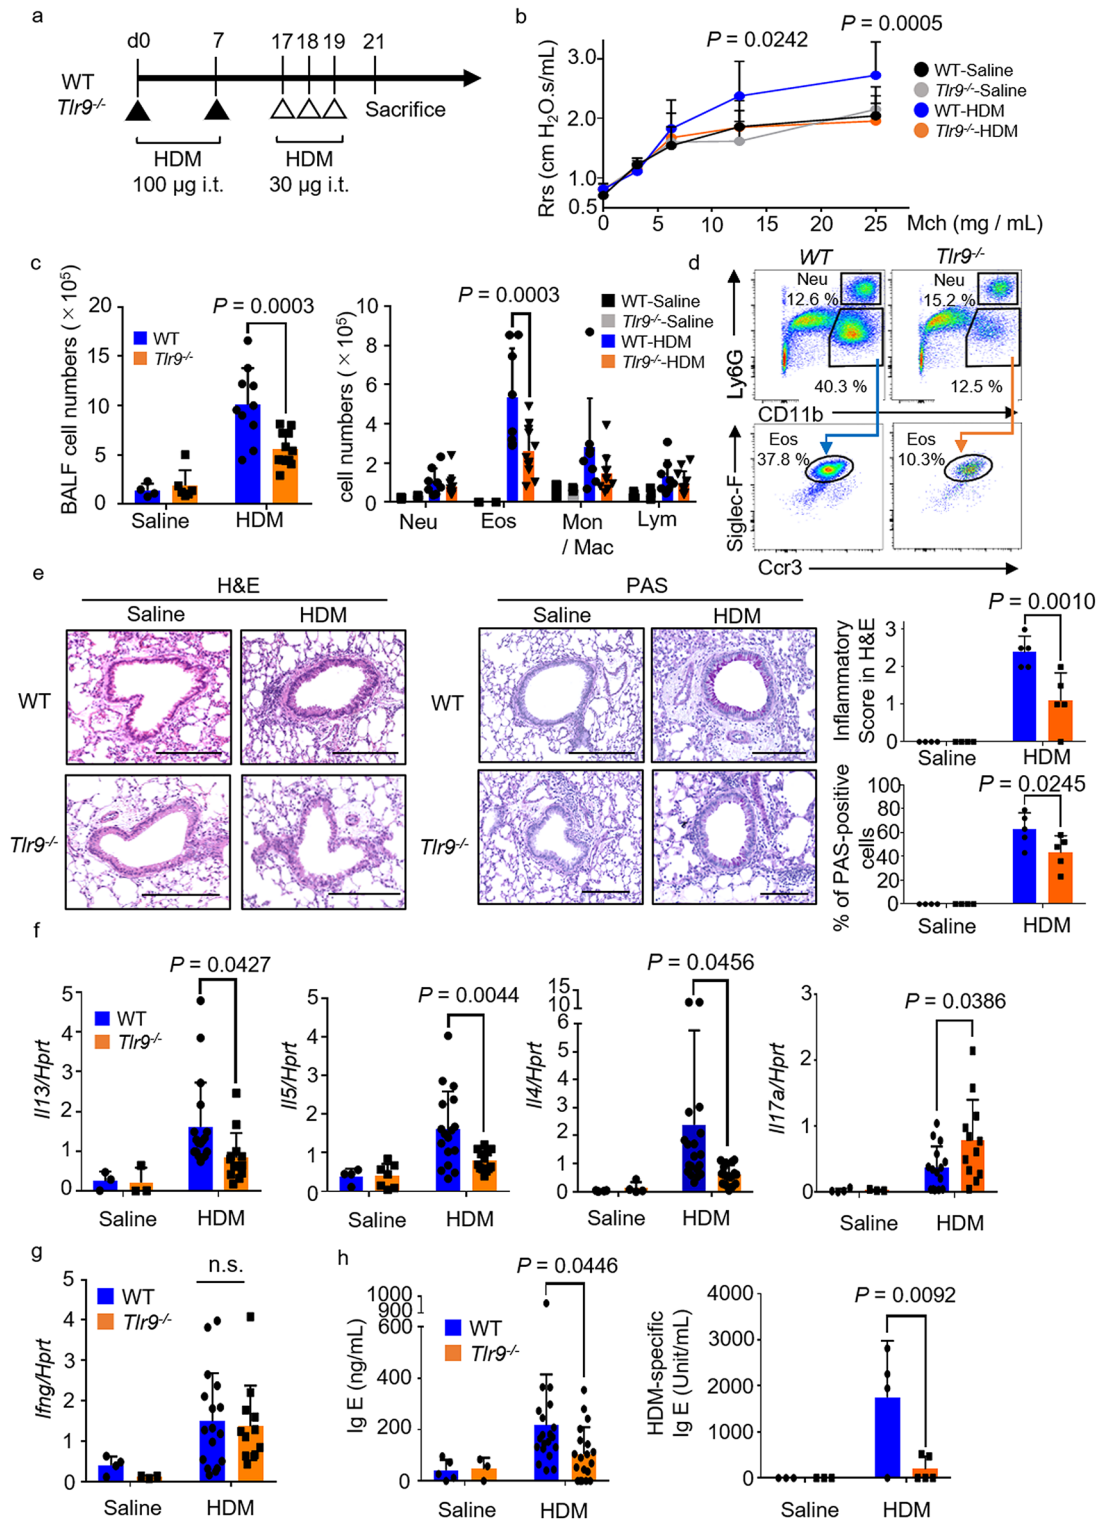 a
d0 7 17 18 19 21
WT
Tlr9-/-
Sacrifice
HDM HDM
100 µg i.t. 30 µg i.t.
b
P = 0.0242
P = 0.0005
Rrs (cm H2O.s/mL)
3.0
2.0
1.0
0.5
0 5 10 15 20 25
Mch (mg / mL)
WT-Saline
Tlr9-/--Saline
WT-HDM
Tlr9-/--HDM
c
BALF cell numbers (×10⁵)
20
15
10
5
0
P = 0.0003
WT
Tlr9-/-
Saline HDM
cell numbers (×10⁵)
10
8
6
4
2
0
P = 0.0003
WT-Saline
Tlr9-/--Saline
WT-HDM
Tlr9-/--HDM
Neu Eos Mon Lym
/ Mac
d
WT Tlr9-/-
Neu
12.6 %
Neu
15.2 %
40.3 % 12.5 %
Ly6G
CD11b
Eos
37.8 %
Eos
10.3%
Siglec-F
Ccr3
e
H&E PAS
Saline HDM Saline HDM
WT WT
Tlr9-/- Tlr9-/-
Inflammatory
Score in H&E
3
2
1
0
P = 0.0010
Saline HDM
% of PAS-positive
cells
100
80
60
40
20
0
P = 0.0245
Saline HDM
f
Il13/Hprt
5
4
3
2
1
0
P = 0.0427
WT
Tlr9-/-
Saline HDM
Il5/Hprt
5
4
3
2
1
0
P = 0.0044
Saline HDM
Il4/Hprt
15
10
6
5
4
3
2
1
0
P = 0.0456
Saline HDM
Il17a/Hprt
3
2
1
0
P = 0.0386
Saline HDM
g
Ifng/Hprt
5
4
3
2
1
0
n.s.
WT
Tlr9-/-
Saline HDM
h
Ig E (ng/mL)
1000
900
600
400
200
0
P = 0.0446
WT
Tlr9-/-
Saline HDM
HDM-specific
Ig E (Unit/mL)
4000
3000
2000
1000
0
P = 0.0092
Saline HDM